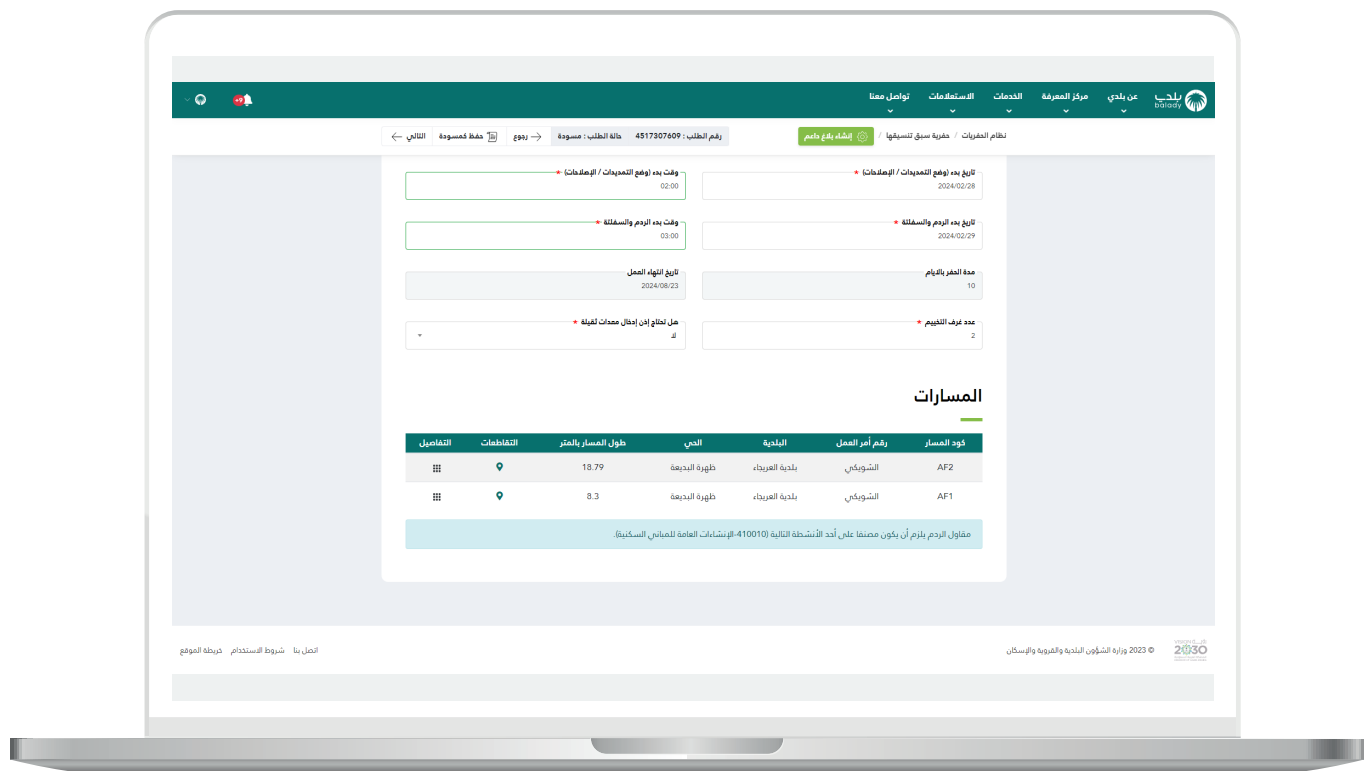 بلدي
balady
عن بلدي
مركز المعرفة
الخدمات
الاستعلامات
تواصل معنا
+9
نظام الحفريات / حفرية سبق تنسيقها /
إنشاء بلاغ داعم
رقم الطلب : 4517307609
حالة الطلب : مسودة
رجوع
حفظ كمسودة
التالي
تاريخ بدء (وضع التمديدات / الإصلاحات) *
2024/02/28
وقت بدء (وضع التمديدات / الإصلاحات) *
02:00
تاريخ بدء الردم والسفلتة *
2024/02/29
وقت بدء الردم والسفلتة *
03:00
مدة الحفر بالايام
10
تاريخ انتهاء العمل
2024/08/23
عدد غرف التخييم *
2
هل تحتاج إذن إدخال معدات ثقيلة *
لا
المسارات
كود المسار رقم أمر العمل البلدية الحي طول المسار بالمتر التقاطعات التفاصيل
AF2 الشويكي بلدية العريجاء ظهرة البديعة 18.79
AF1 الشويكي بلدية العريجاء ظهرة البديعة 8.3
مقاول الردم يلزم أن يكون مصنفا على أحد الأنشطة التالية (410010-الإنشاءات العامة للمباني السكنية).
2030
© 2023 وزارة الشؤون البلدية والقروية والإسكان
اتصل بنا شروط الاستخدام خريطة الموقع